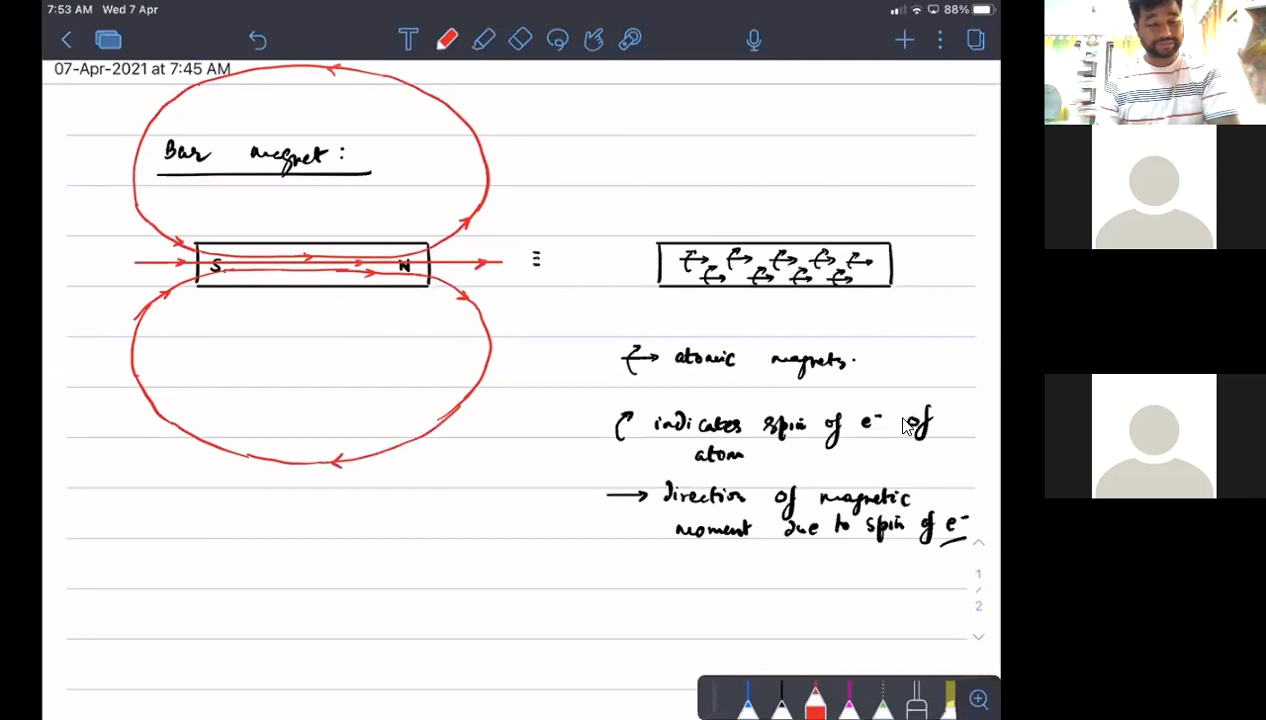 7:53 AM Wed 7 Apr
88%
T
07-Apr-2021 at 7:45 AM
Bar magnet :
S N ≡
atomic magnets.
indicates spin of e⁻ of
atom
→ direction of magnetic
moment due to spin of e⁻
1
/
2